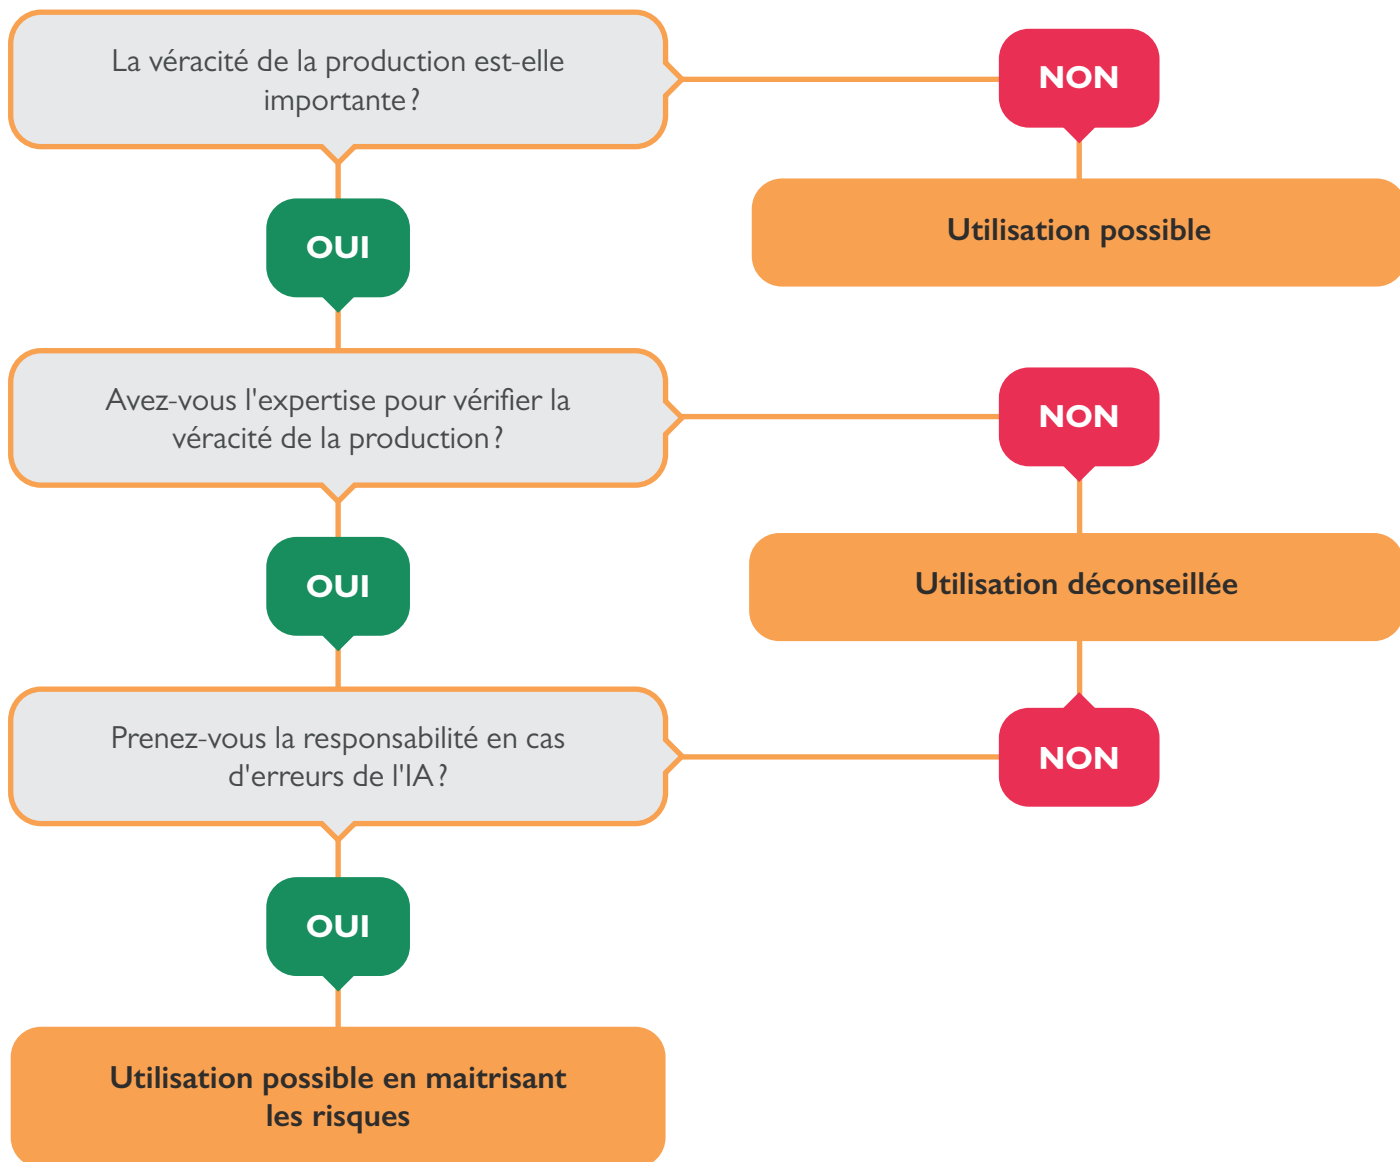 La véracité de la production est-elle
importante ?
NON
Utilisation possible
OUI
Avez-vous l'expertise pour vérifier la
véracité de la production ?
NON
Utilisation déconseillée
OUI
Prenez-vous la responsabilité en cas
d'erreurs de l'IA ?
NON
OUI
Utilisation possible en maitrisant
les risques